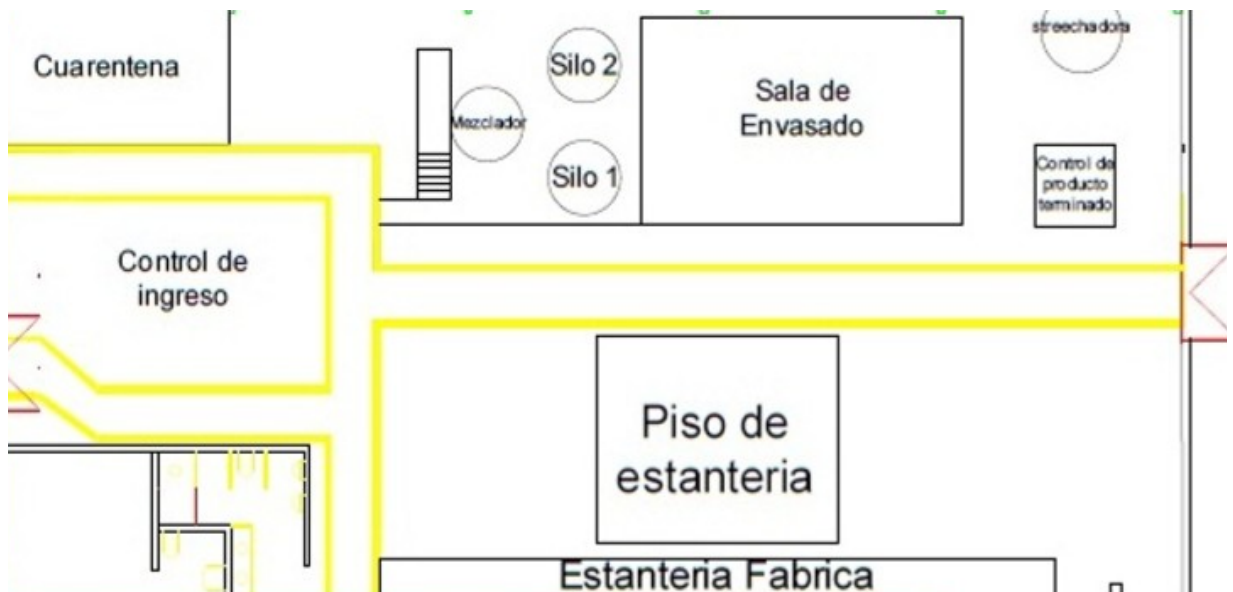 Cuarentena
Mezclador
Silo 2
Silo 1
Sala de
Envasado
streechadora
Control de
producto
terminado
Control de
ingreso
Piso de
estanteria
Estanteria Fabrica